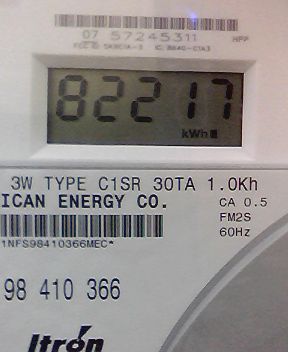 07 57245311 HPP
82217
kWh
3W TYPE C1SR 30TA 1.0Kh
ICAN ENERGY CO.
CA 0.5
FM2S
60Hz
1NFS98410366MEC*
98 410 366
Itron